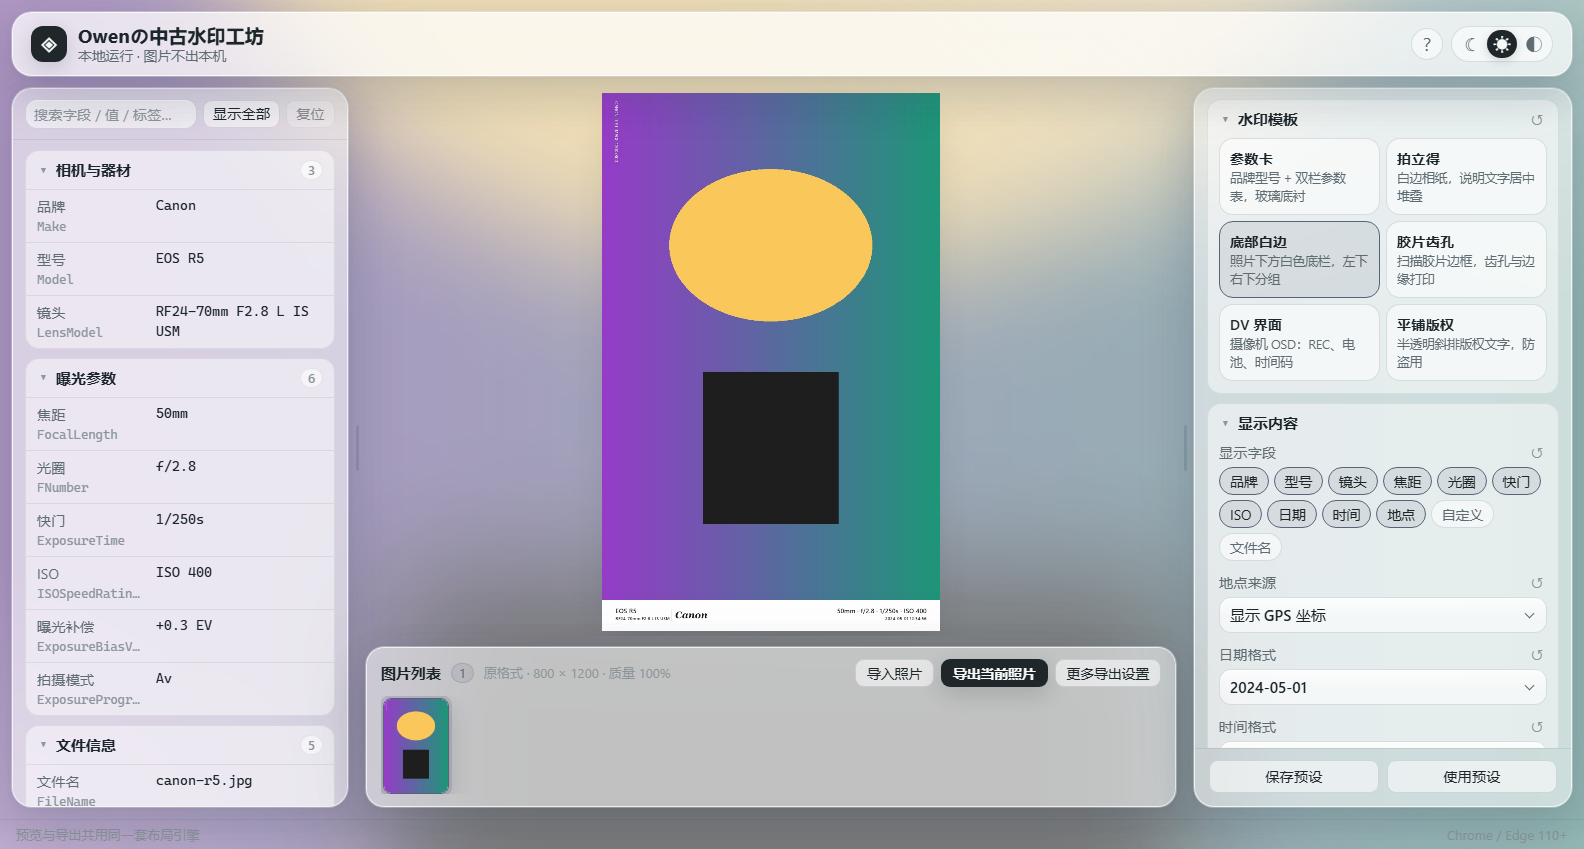 Owenの中古水印工坊
本地运行 · 图片不出本机
?
搜索字段 / 值 / 标签...
显示全部
复位
相机与器材
3
品牌
Canon
Make
型号
EOS R5
Model
镜头
RF24-70mm F2.8 L IS
USM
LensModel
曝光参数
6
焦距
50mm
FocalLength
光圈
f/2.8
FNumber
快门
1/250s
ExposureTime
ISO
ISO 400
ISOSpeedRatin…
曝光补偿
+0.3 EV
ExposureBiasV…
拍摄模式
Av
ExposureProgr…
文件信息
5
文件名
canon-r5.jpg
FileName
EOS R5
RF24-70mm F2.8 L IS USM
Canon
50mm · f/2.8 · 1/250s · ISO 400
图片列表
1
原格式 · 800 × 1200 · 质量 100%
导入照片
导出当前照片
更多导出设置
水印模板
参数卡
品牌型号 + 双栏参数
表，玻璃底衬
拍立得
白边相纸，说明文字居中
堆叠
底部白边
照片下方白色底栏，左下
右下分组
胶片齿孔
扫描胶片边框，齿孔与边
缘打印
DV 界面
摄像机 OSD：REC、电
池、时间码
平铺版权
半透明斜排版权文字，防
盗用
显示内容
显示字段
品牌
型号
镜头
焦距
光圈
快门
ISO
日期
时间
地点
自定义
文件名
地点来源
显示 GPS 坐标
日期格式
2024-05-01
时间格式
保存预设
使用预设
预览与导出共用同一套布局引擎
Chrome / Edge 110+